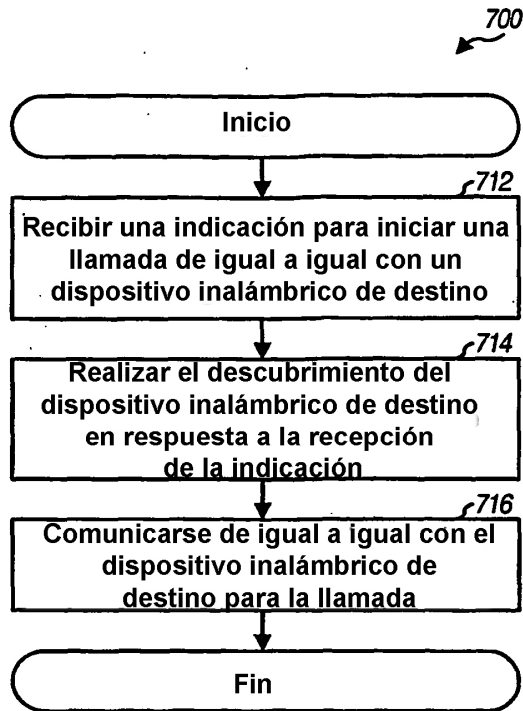 700
Inicio
712
Recibir una indicación para iniciar una
llamada de igual a igual con un
dispositivo inalámbrico de destino
714
Realizar el descubrimiento del
dispositivo inalámbrico de destino
en respuesta a la recepción
de la indicación
716
Comunicarse de igual a igual con el
dispositivo inalámbrico de
destino para la llamada
Fin